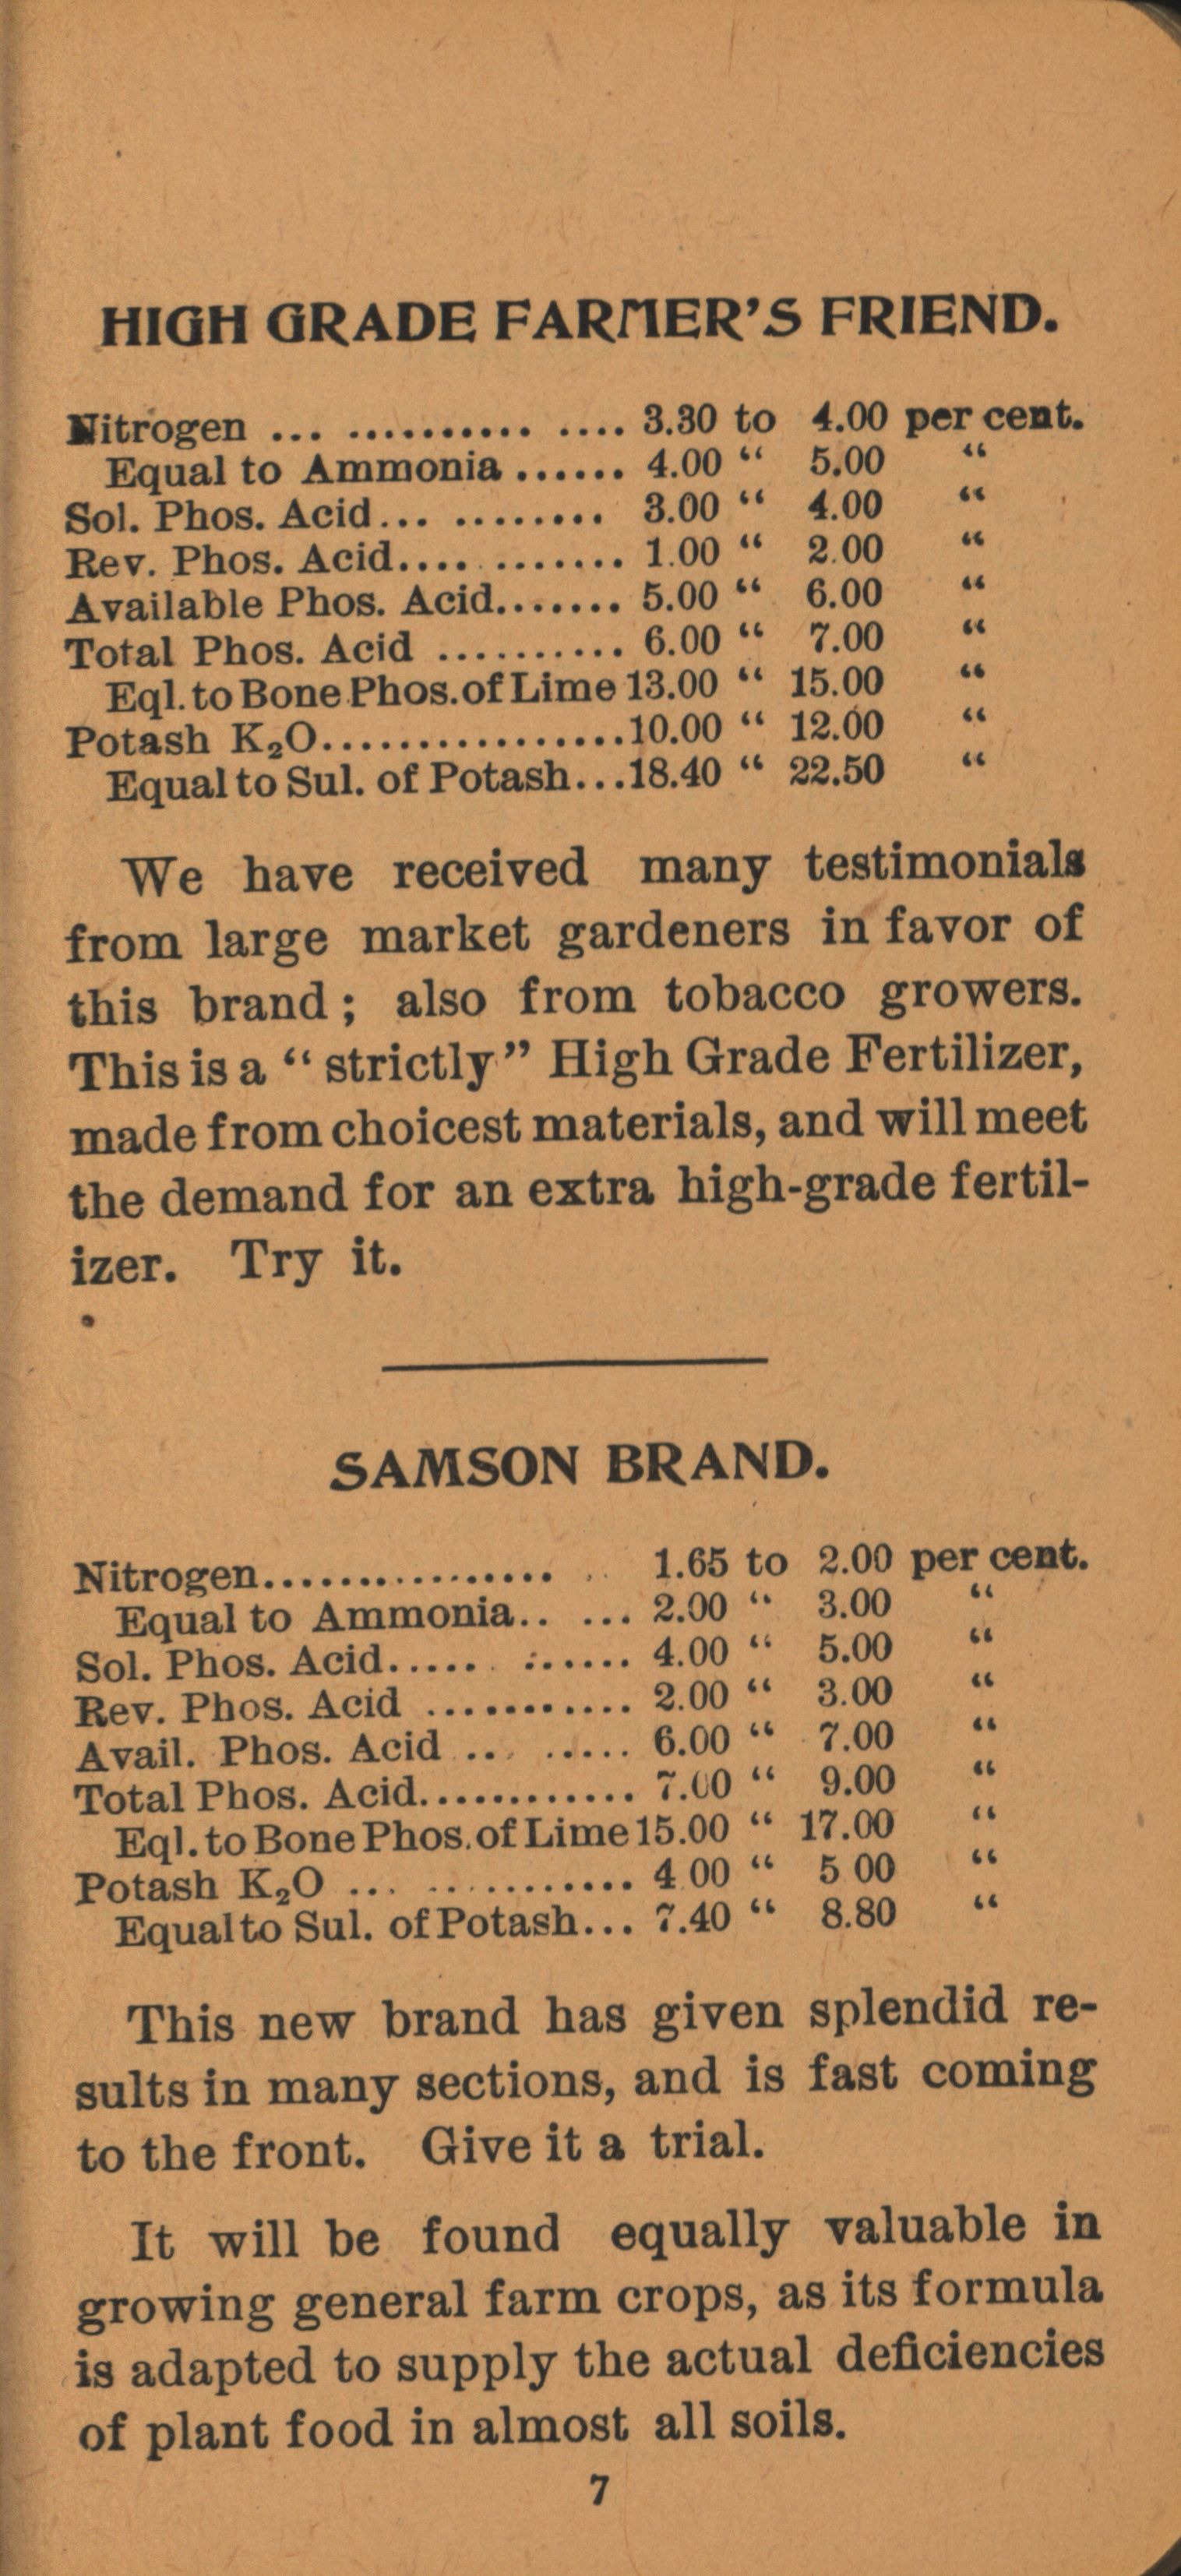 HIGH GRADE FARMER'S FRIEND.
Nitrogen ... ........... .... 3.30 to 4.00 per cent.
Equal to Ammonia ...... 4.00 “ 5.00 “
Sol. Phos. Acid... ......... 3.00 “ 4.00 “
Rev. Phos. Acid.... ........ 1.00 “ 2.00 “
Available Phos. Acid....... 5.00 “ 6.00 “
Total Phos. Acid .......... 6.00 “ 7.00 “
Eql. to Bone Phos. of Lime 13.00 “ 15.00 “
Potash K₂O................10.00 “ 12.00 “
Equal to Sul. of Potash...18.40 “ 22.50 “
We have received many testimonials
from large market gardeners in favor of
this brand ; also from tobacco growers.
This is a “ strictly ” High Grade Fertilizer,
made from choicest materials, and will meet
the demand for an extra high-grade fertil-
izer. Try it.
SAMSON BRAND.
Nitrogen................ .. 1.65 to 2.00 per cent.
Equal to Ammonia.. ... 2.00 “ 3.00 “
Sol. Phos. Acid..... . ...... 4.00 “ 5.00 “
Rev. Phos. Acid ............ 2.00 “ 3.00 “
Avail. Phos. Acid ... ..... 6.00 “ 7.00 “
Total Phos. Acid............ 7.00 “ 9.00 “
Eql. to Bone Phos. of Lime 15.00 “ 17.00 “
Potash K₂O ... ........... 4 00 “ 5 00 “
Equal to Sul. of Potash... 7.40 “ 8.80 “
This new brand has given splendid re-
sults in many sections, and is fast coming
to the front. Give it a trial.
It will be found equally valuable in
growing general farm crops, as its formula
is adapted to supply the actual deficiencies
of plant food in almost all soils.
7